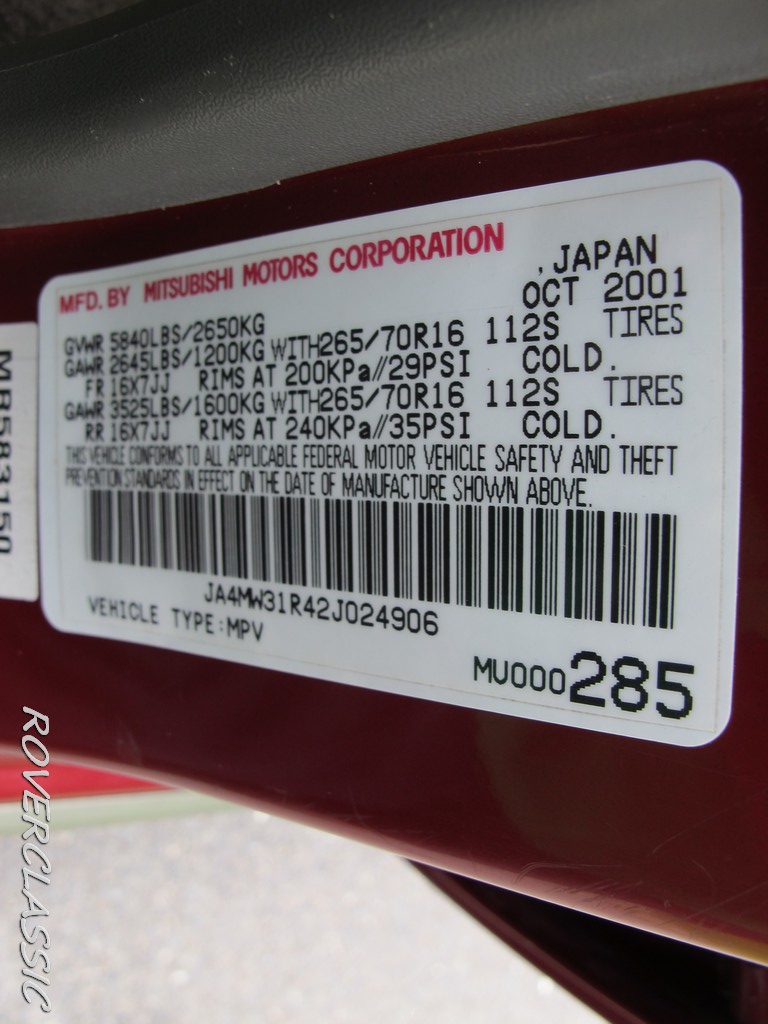 MFD. BY MITSUBISHI MOTORS CORPORATION
, JAPAN
OCT 2001
GVWR 5840LBS/2650KG
GAWR 2645LBS/1200KG WITH265/70R16 112S TIRES
FR 16X7JJ RIMS AT 200KPa//29PSI COLD.
GAWR 3525LBS/1600KG WITH265/70R16 112S TIRES
RR 16X7JJ RIMS AT 240KPa//35PSI COLD.
THIS VEHICLE CONFORMS TO ALL APPLICABLE FEDERAL MOTOR VEHICLE SAFETY AND THEFT
PREVENTION STANDARDS IN EFFECT ON THE DATE OF MANUFACTURE SHOWN ABOVE.
JA4MW31R42J024906
VEHICLE TYPE:MPV
MU000285
MB583150
ROVERCLASSIC